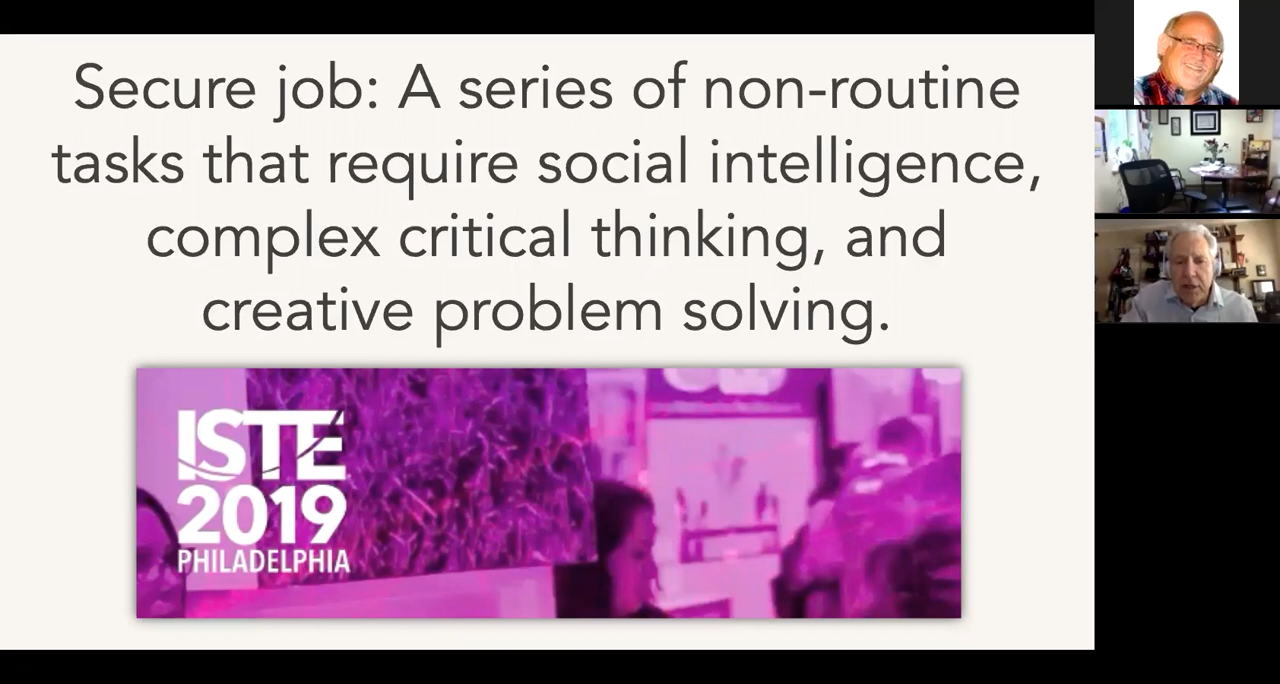 Secure job: A series of non-routine
tasks that require social intelligence,
complex critical thinking, and
creative problem solving.
ISTE
2019
PHILADELPHIA